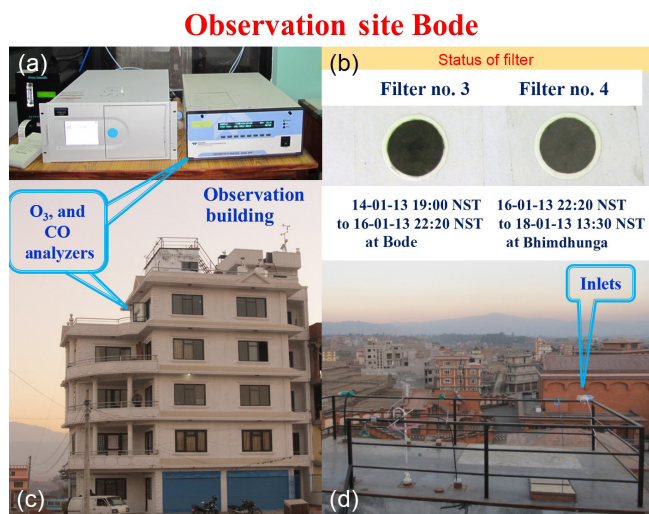 Observation site Bode
(a)
(b)
Status of filter
Filter no. 3
Filter no. 4
14-01-13 19:00 NST
to 16-01-13 22:20 NST
at Bode
16-01-13 22:20 NST
to 18-01-13 13:30 NST
at Bhimdhunga
O3, and
CO
analyzers
Observation
building
Inlets
(c)
(d)